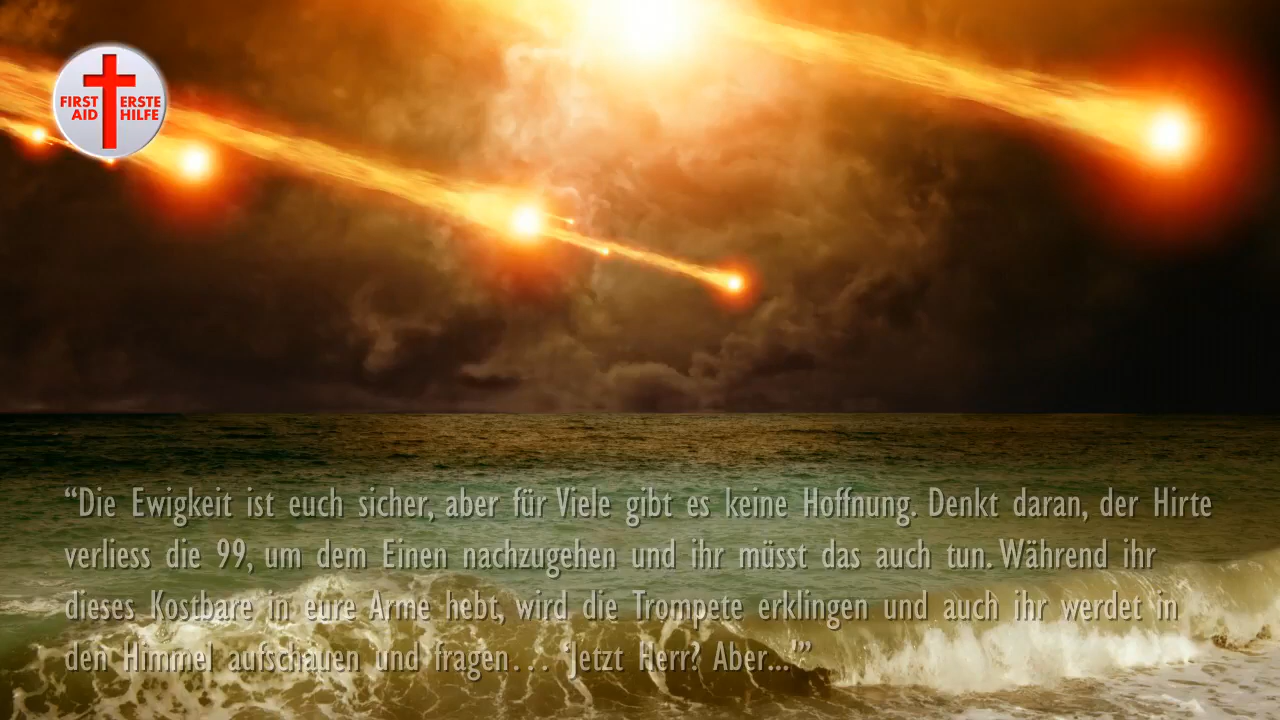 FIRST ERSTE
AID HILFE
“Die Ewigkeit ist euch sicher, aber für Viele gibt es keine Hoffnung. Denkt daran, der Hirte
verliess die 99, um dem Einen nachzugehen und ihr müsst das auch tun. Während ihr
dieses Kostbare in eure Arme hebt, wird die Trompete erklingen und auch ihr werdet in
den Himmel aufschauen und fragen… ‘Jetzt Herr? Aber...’”